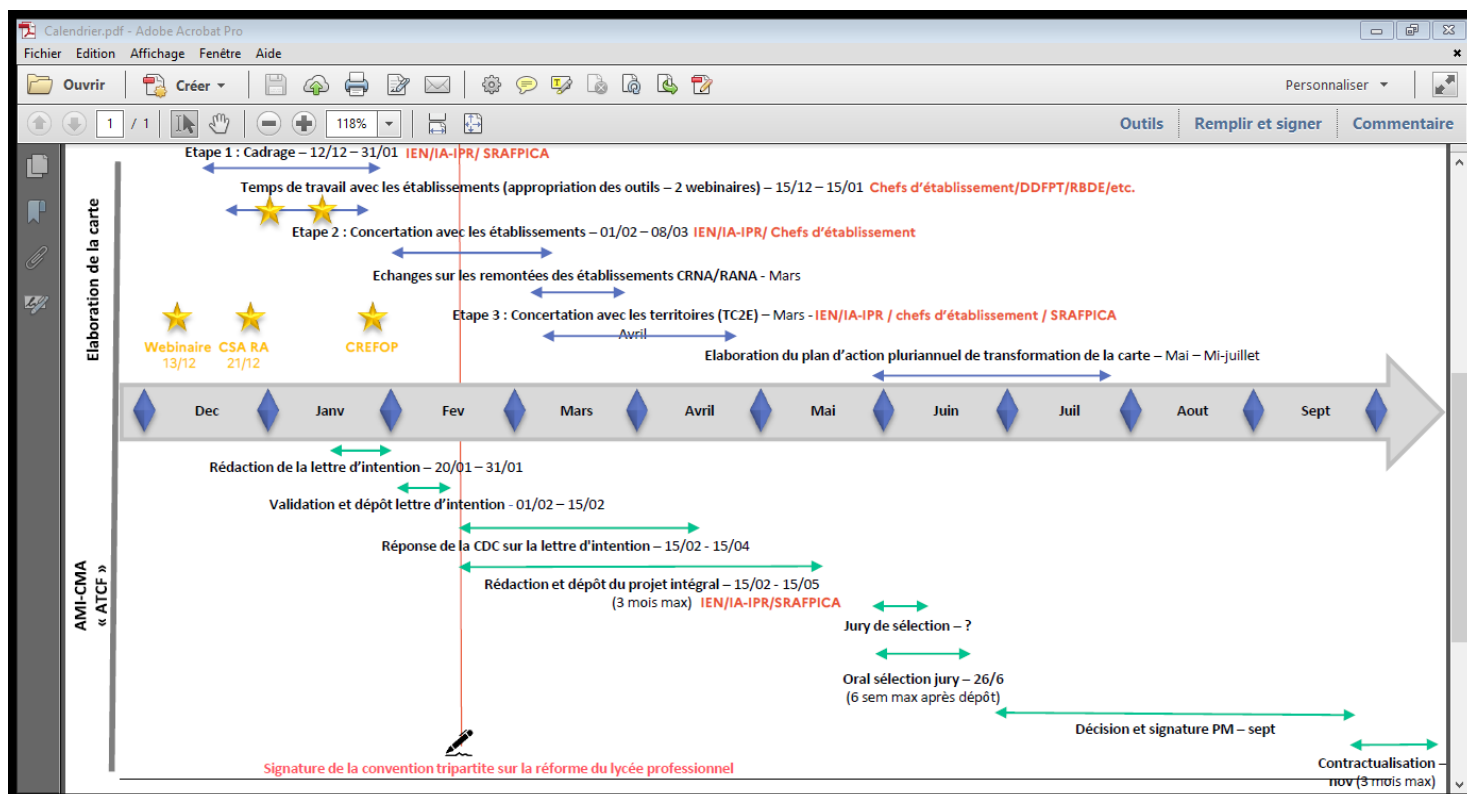 Calendrier.pdf - Adobe Acrobat Pro
Fichier Edition Affichage Fenêtre Aide
Ouvrir Créer Personnaliser
1 / 1 118% Outils Remplir et signer Commentaire
Etape 1 : Cadrage – 12/12 – 31/01 IEN/IA-IPR/ SRAFPICA
Temps de travail avec les établissements (appropriation des outils – 2 webinaires) – 15/12 – 15/01 Chefs d'établissement/DDFPT/RBDE/etc.
Etape 2 : Concertation avec les établissements – 01/02 – 08/03 IEN/IA-IPR/ Chefs d'établissement
Echanges sur les remontées des établissements CRNA/RANA - Mars
Etape 3 : Concertation avec les territoires (TC2E) – Mars - IEN/IA-IPR / chefs d'établissement / SRAFPICA
Avril
Elaboration de la carte
Webinaire CSA RA CREFOP
13/12 21/12
Elaboration du plan d'action pluriannuel de transformation de la carte – Mai – Mi-juillet
Dec Janv Fev Mars Avril Mai Juin Juil Aout Sept
Rédaction de la lettre d'intention – 20/01 – 31/01
Validation et dépôt lettre d'intention - 01/02 – 15/02
Réponse de la CDC sur la lettre d'intention – 15/02 - 15/04
Rédaction et dépôt du projet intégral – 15/02 - 15/05
(3 mois max) IEN/IA-IPR/SRAFPICA
AMI-CMA
« ATCF »
Jury de sélection – ?
Oral sélection jury – 26/6
(6 sem max après dépôt)
Décision et signature PM – sept
Signature de la convention tripartite sur la réforme du lycée professionnel
Contractualisation –
nov (3 mois max)